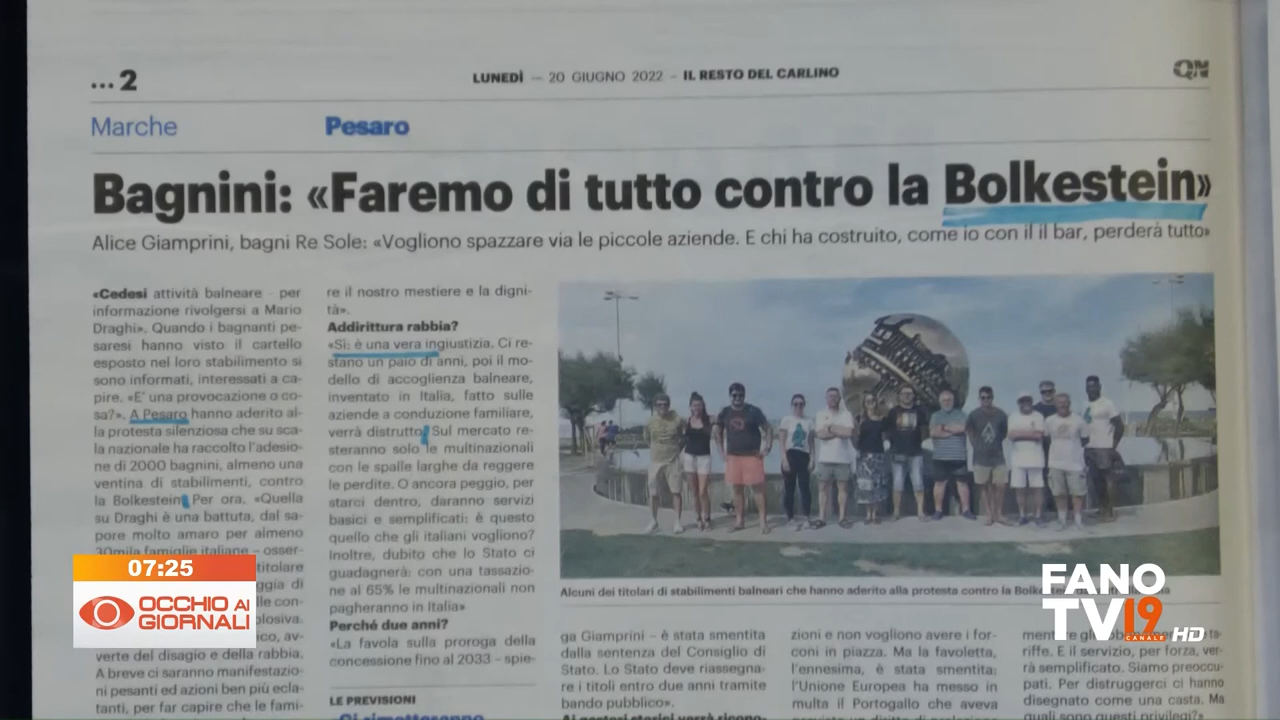 ...2
LUNEDÌ — 20 GIUGNO 2022 – IL RESTO DEL CARLINO
QN
Marche
Pesaro
Bagnini: «Faremo di tutto contro la Bolkestein»
Alice Giamprini, bagni Re Sole: «Vogliono spazzare via le piccole aziende. E chi ha costruito, come io con il il bar, perderà tutto»
«Cedesi attività balneare - per
informazione rivolgersi a Mario
Draghi». Quando i bagnanti pe-
saresi hanno visto il cartello
esposto nel loro stabilimento si
sono informati, interessati a ca-
pire. «E' una provocazione o co-
sa?». A Pesaro hanno aderito al-
la protesta silenziosa che su sca-
la nazionale ha raccolto l'adesio-
ne di 2000 bagnini, almeno una
ventina di stabilimenti, contro
la Bolkestein. Per ora. «Quella
su Draghi è una battuta, dal sa-
pore molto amaro per almeno
30mila famiglie italiane – osser-
titolare
ggia di
lle con-
plosiva.
ico, av-
verte del disagio e della rabbia.
A breve ci saranno manifestazio-
ni pesanti ed azioni ben più ecla-
tanti, per far capire che le fami-
re il nostro mestiere e la digni-
tà».
Addirittura rabbia?
«Sì: è una vera ingiustizia. Ci re-
stano un paio di anni, poi il mo-
dello di accoglienza balneare,
inventato in Italia, fatto sulle
aziende a conduzione familiare,
verrà distrutto. Sul mercato re-
steranno solo le multinazionali
con le spalle larghe da reggere
le perdite. O ancora peggio, per
starci dentro, daranno servizi
basici e semplificati: è questo
quello che gli italiani vogliono?
Inoltre, dubito che lo Stato ci
guadagnerà: con una tassazio-
ne al 65% le multinazionali non
pagheranno in Italia»
Perché due anni?
«La favola sulla proroga della
concessione fino al 2033 – spie-
LE PREVISIONI
Alcuni dei titolari di stabilimenti balneari che hanno aderito alla protesta contro la
ga Giamprini – è stata smentita
dalla sentenza del Consiglio di
Stato. Lo Stato deve riassegna-
re i titoli entro due anni tramite
bando pubblico».
zioni e non vogliono avere i for-
coni in piazza. Ma la favoletta,
l'ennesima, è stata smentita:
l'Unione Europea ha messo in
multa il Portogallo che aveva
riffe. E il servizio, per forza, ver-
rà semplificato. Siamo preoccu-
pati. Per distruggerci ci hanno
disegnato come una casta. Ma
quali sono questi privilegi?»
07:25
OCCHIO AI
GIORNALI
FANO
TV19
CANALE
HD